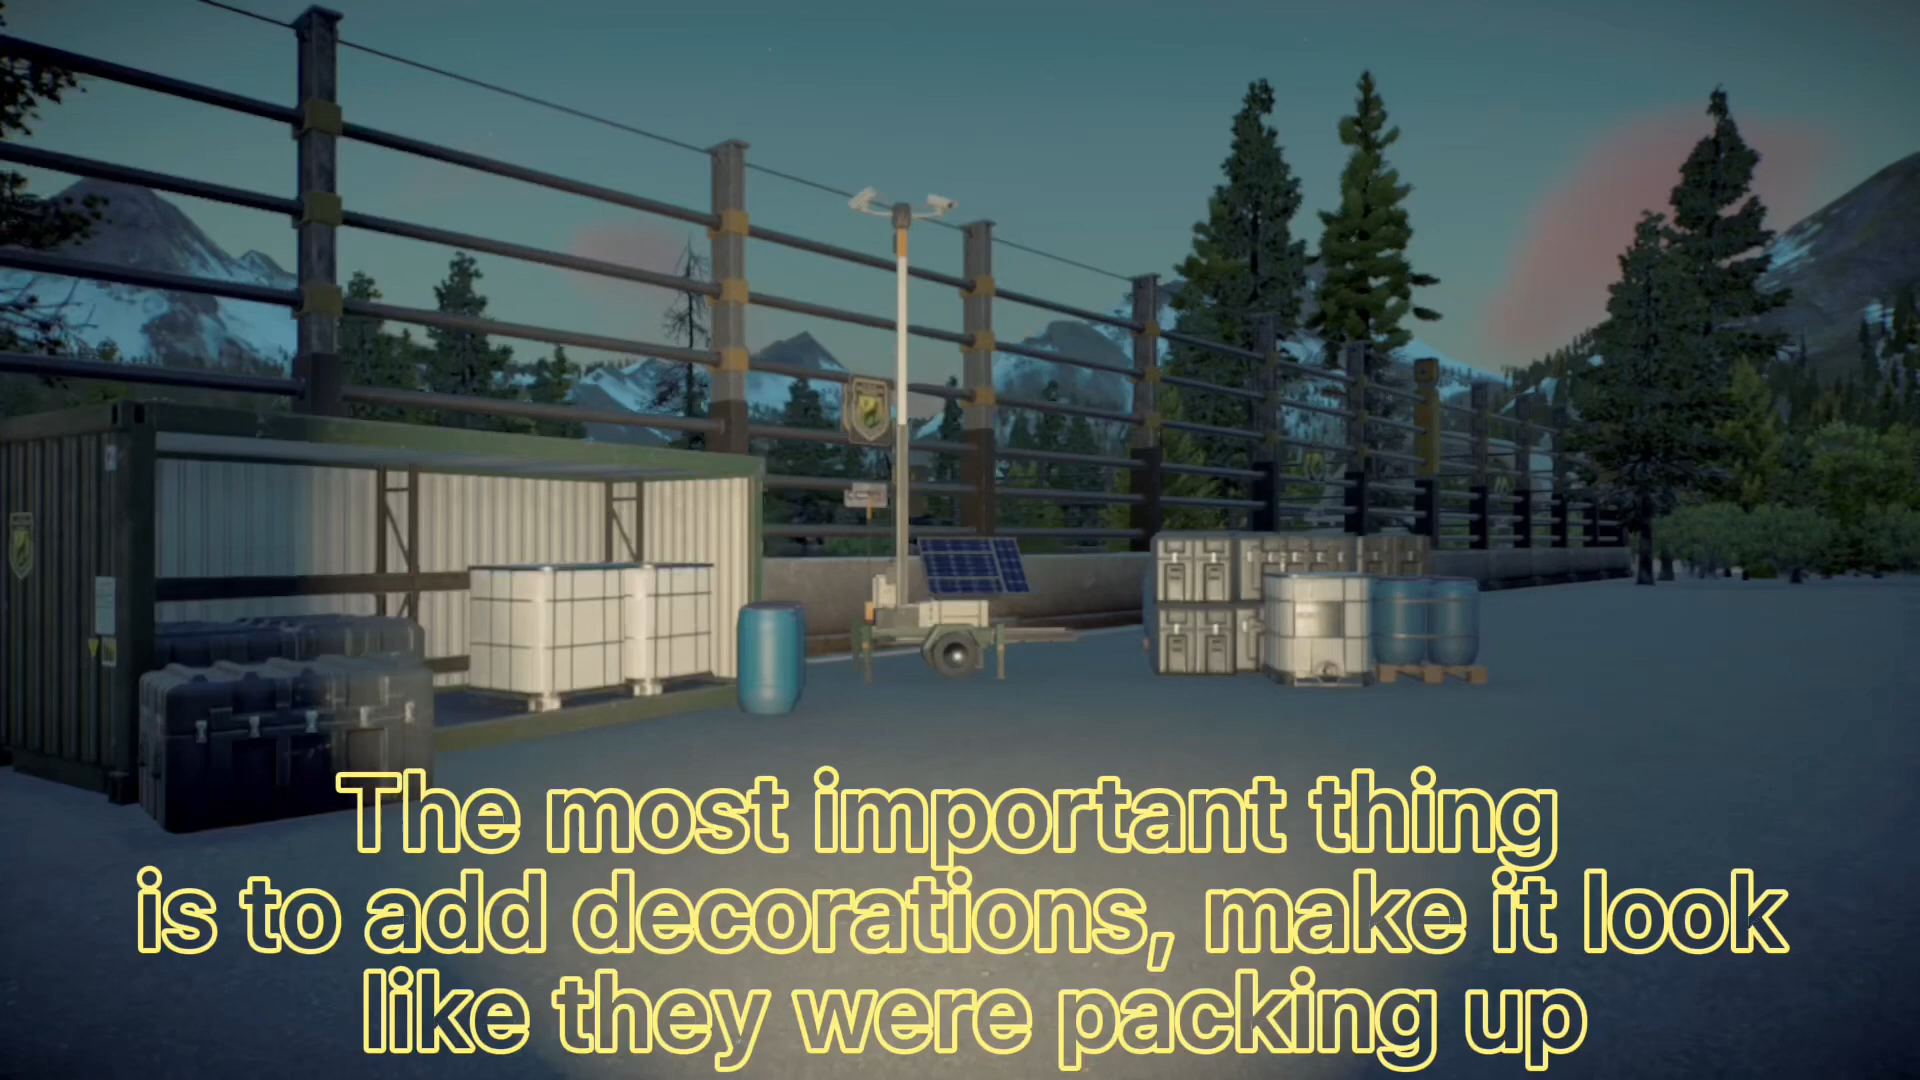 The most important thing
is to add decorations, make it look
like they were packing up